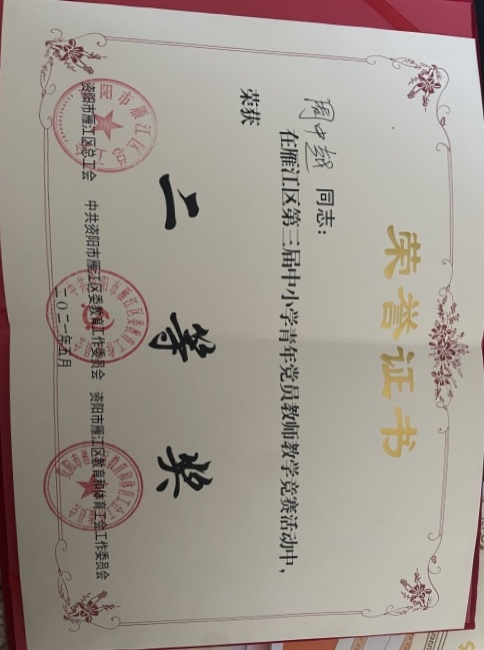 荣誉证书
周中越 同志：
在雁江区第三届中小学青年党员教师教学竞赛活动中，
荣获
二等奖
资阳市雁江区总工会 中共资阳市雁江区委教育工作委员会 资阳市雁江区教育和体育工会工作委员会
二〇二一年五月